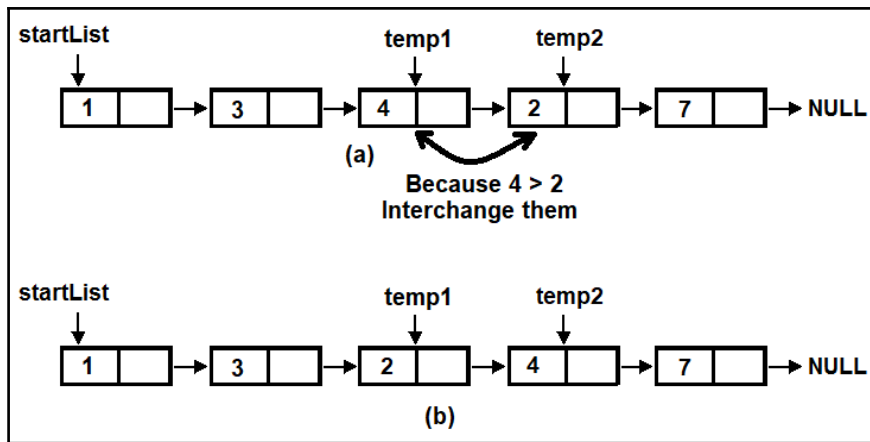 startList temp1 temp2
1 3 4 2 7 NULL
(a)
Because 4 > 2
Interchange them
startList temp1 temp2
1 3 2 4 7 NULL
(b)